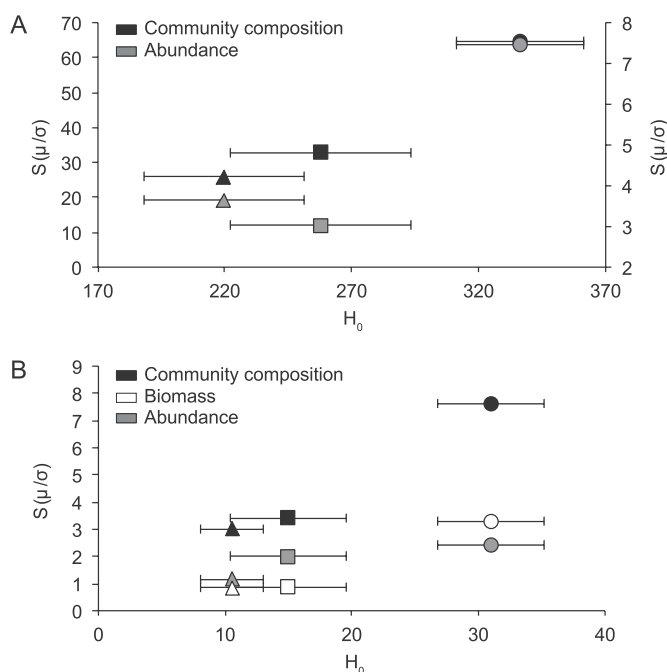 A
Community composition
Abundance
70
60
50
40
30
20
10
0
S (μ/σ)
8
7
6
5
4
3
2
S (μ/σ)
170 220 270 320 370
H0
B
Community composition
Biomass
Abundance
9
8
7
6
5
4
3
2
1
0
S (μ/σ)
0 10 20 30 40
H0